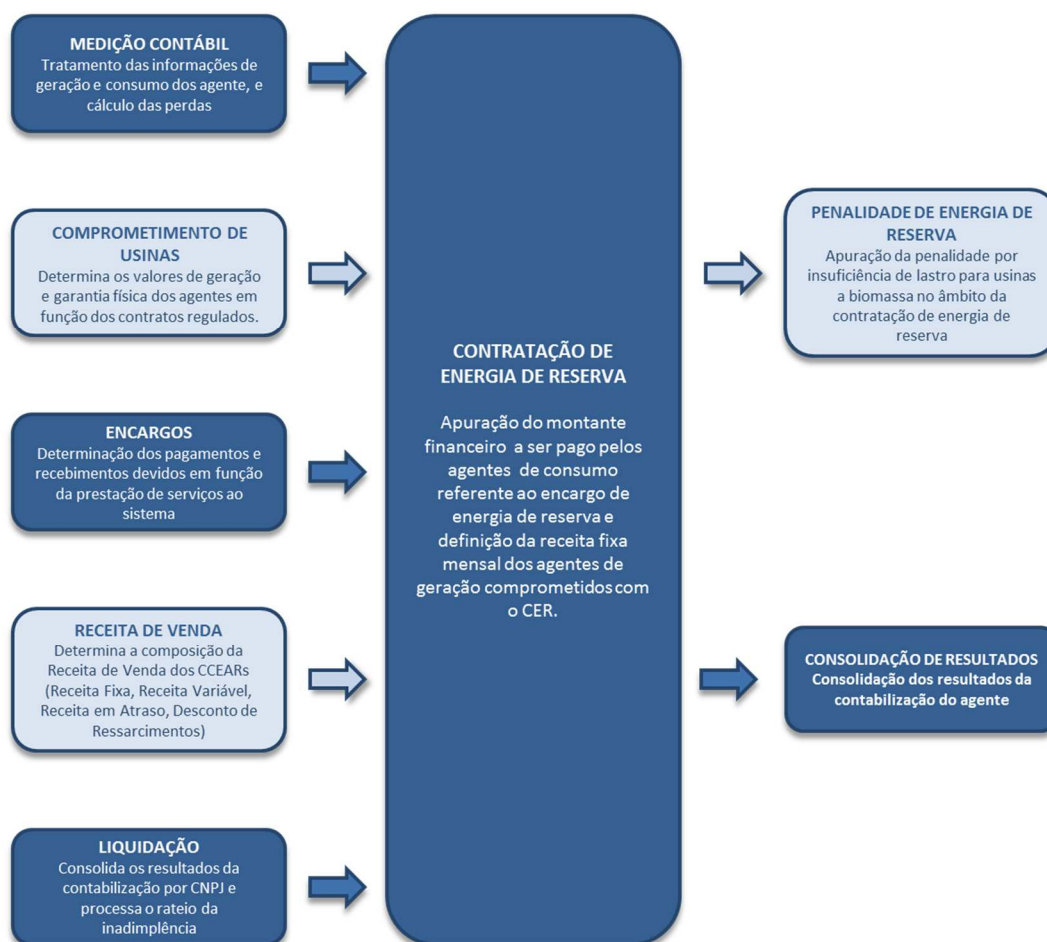 MEDIÇÃO CONTÁBIL
Tratamento das informações de
geração e consumo dos agente, e
cálculo das perdas
COMPROMETIMENTO DE
USINAS
Determina os valores de geração
e garantia física dos agentes em
função dos contratos regulados.
ENCARGOS
Determinação dos pagamentos e
recebimentos devidos em função
da prestação de serviços ao
sistema
RECEITA DE VENDA
Determina a composição da
Receita de Venda dos CCEARs
(Receita Fixa, Receita Variável,
Receita em Atraso, Desconto de
Ressarcimentos)
LIQUIDAÇÃO
Consolida os resultados da
contabilização por CNPJ e
processa o rateio da
inadimplência
CONTRATAÇÃO DE
ENERGIA DE RESERVA
Apuração do montante
financeiro a ser pago pelos
agentes de consumo
referente ao encargo de
energia de reserva e
definição da receita fixa
mensal dos agentes de
geração comprometidos com
o CER.
PENALIDADE DE ENERGIA DE
RESERVA
Apuração da penalidade por
insuficiência de lastro para usinas
a biomassa no âmbito da
contratação de energia de
reserva
CONSOLIDAÇÃO DE RESULTADOS
Consolidação dos resultados da
contabilização do agente